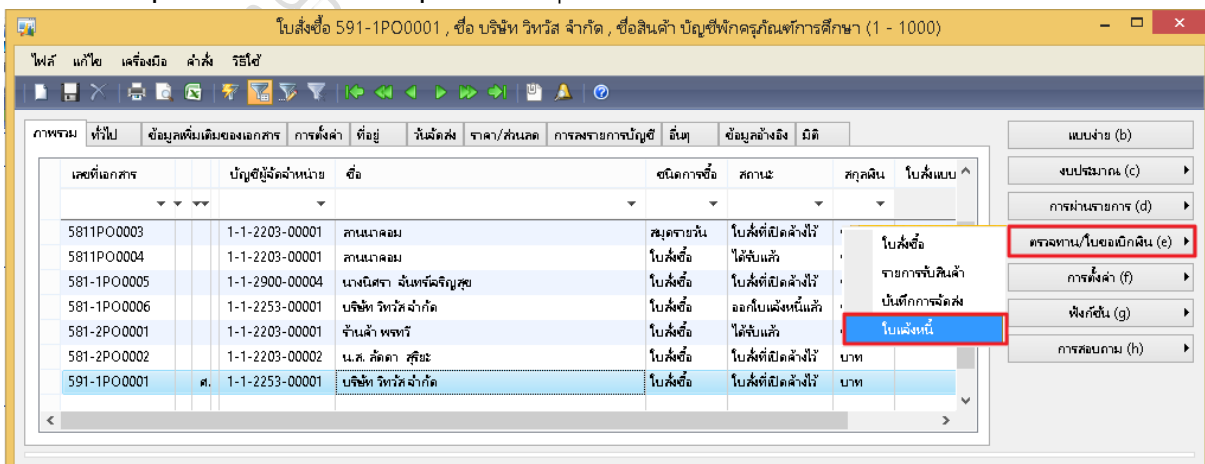 ใบสั่งซื้อ 591-1PO0001 , ชื่อ บริษัท วิทวัส จำกัด , ชื่อสินค้า บัญชีพักครุภัณฑ์การศึกษา (1 - 1000)
ไฟล์ แก้ไข เครื่องมือ คำสั่ง วิธีใช้
ภาพรวม ทั่วไป ข้อมูลเพิ่มเติมของเอกสาร การตั้งค่า ที่อยู่ วันจัดส่ง ราคา/ส่วนลด การลงรายการบัญชี อื่นๆ ข้อมูลอ้างอิง มิติ
เลขที่เอกสาร บัญชีผู้จัดจำหน่าย ชื่อ ชนิดการซื้อ สถานะ สกุลเงิน ใบสั่งแบบ
5811PO0003 1-1-2203-00001 ลานนาคอม สมุดรายวัน ใบสั่งที่เปิดค้างไว้
5811PO0004 1-1-2203-00001 ลานนาคอม ใบสั่งซื้อ ได้รับแล้ว
581-1PO0005 1-1-2900-00004 นางนิศรา จันทร์เจริญสุข ใบสั่งซื้อ ใบสั่งที่เปิดค้างไว้
581-1PO0006 1-1-2253-00001 บริษัท วิทวัส จำกัด ใบสั่งซื้อ ออกใบแจ้งหนี้แล้ว
581-2PO0001 1-1-2203-00001 ร้านค้า พรทวี ใบสั่งซื้อ ได้รับแล้ว
581-2PO0002 1-1-2203-00002 น.ส. ลัดดา สุริยะ ใบสั่งซื้อ ใบสั่งที่เปิดค้างไว้ บาท
591-1PO0001 ศ. 1-1-2253-00001 บริษัท วิทวัส จำกัด ใบสั่งซื้อ ใบสั่งที่เปิดค้างไว้ บาท
ใบสั่งซื้อ
รายการรับสินค้า
บันทึกการจัดส่ง
ใบแจ้งหนี้
แบบง่าย (b)
งบประมาณ (c)
การผ่านรายการ (d)
ตรวจทาน/ใบขอเบิกเงิน (e)
การตั้งค่า (f)
ฟังก์ชัน (g)
การสอบถาม (h)